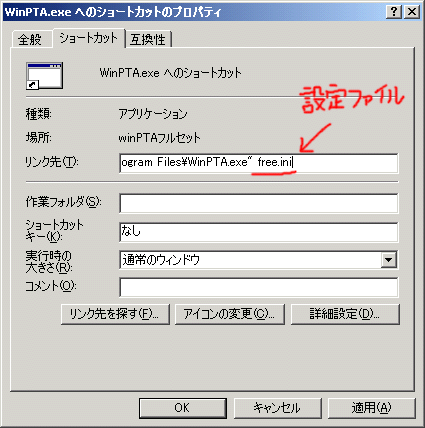 WinPTA.exe へのショートカットのプロパティ
全般 ショートカット 互換性
WinPTA.exe へのショートカット
設定ファイル
種類: アプリケーション
場所: winPTAフルセット
リンク先(T): ogram Files¥WinPTA.exe" free.ini
作業フォルダ(S):
ショートカット
キー(K): なし
実行時の
大きさ(R): 通常のウィンドウ
コメント(O):
リンク先を探す(F)... アイコンの変更(C)... 詳細設定(D)...
OK キャンセル 適用(A)